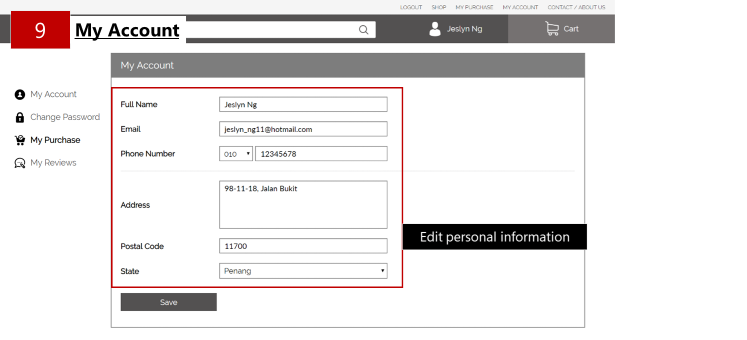 LOGOUT SHOP MY PURCHASE MY ACCOUNT CONTACT / ABOUT US
9 My Account
Jeslyn Ng
Cart
My Account
My Account
Change Password
My Purchase
My Reviews
Full Name Jeslyn Ng
Email jeslyn_ng11@hotmail.com
Phone Number 010 12345678
Address 98-11-18, Jalan Bukit
Postal Code 11700
State Penang
Edit personal information
Save